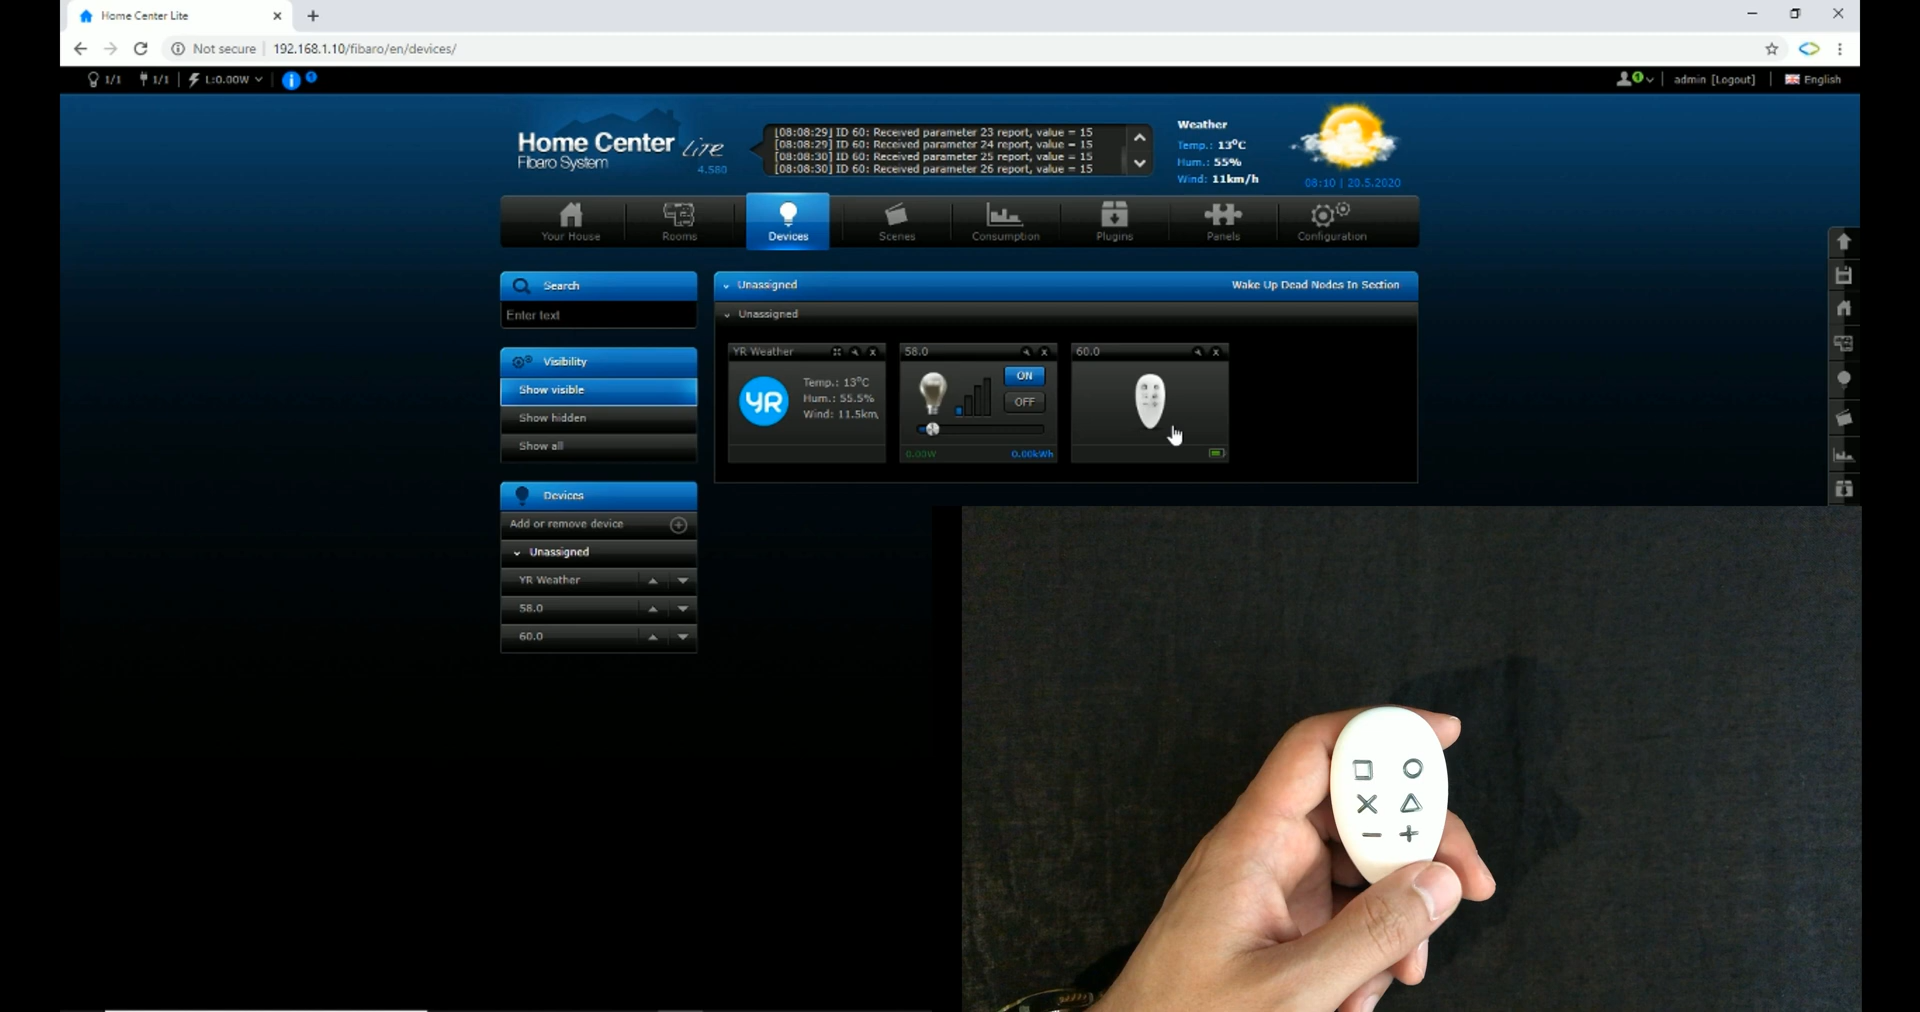 Home Center Lite
Not secure
192.168.1.10/fibaro/en/devices/
1/1
1/1
L:0.00W
admin [Logout]
English
Home Center Lite
Fibaro System
4.580
[08:08:29] ID 60: Received parameter 23 report, value = 15
[08:08:29] ID 60: Received parameter 24 report, value = 15
[08:08:30] ID 60: Received parameter 25 report, value = 15
[08:08:30] ID 60: Received parameter 26 report, value = 15
Weather
Temp.: 13°C
Hum.: 55%
Wind: 11km/h
08:10 | 20.5.2020
Your House
Rooms
Devices
Scenes
Consumption
Plugins
Panels
Configuration
Search
Enter text
Visibility
Show visible
Show hidden
Show all
Devices
Add or remove device
Unassigned
YR Weather
58.0
60.0
Unassigned
Wake Up Dead Nodes In Section
Unassigned
YR Weather
YR
Temp.: 13°C
Hum.: 55.5%
Wind: 11.5km,
58.0
ON
OFF
0.00W
0.00kWh
60.0